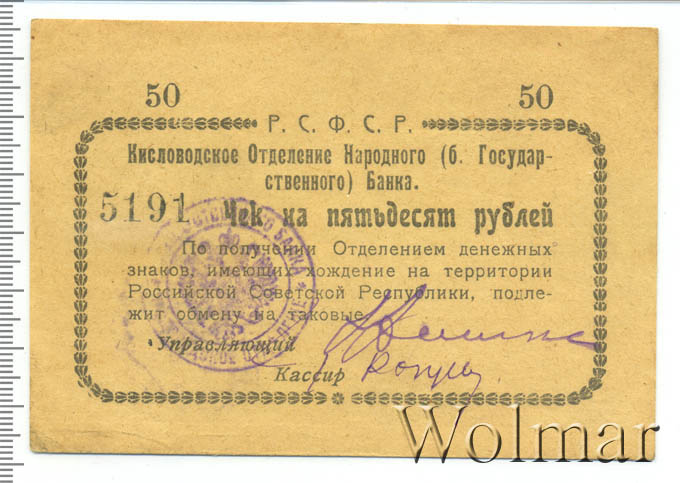 50 50
Р. С. Ф. С. Р.
Кисловодское Отделение Народного (б. Государ-
ственного) Банка.
5191 Чек на пятьдесят рублей
По получении Отделением денежных
знаков, имеющих хождение на территории
Российской Советской Республики, подле-
жит обмену на таковые.
Управляющий
Кассир
Wolmar